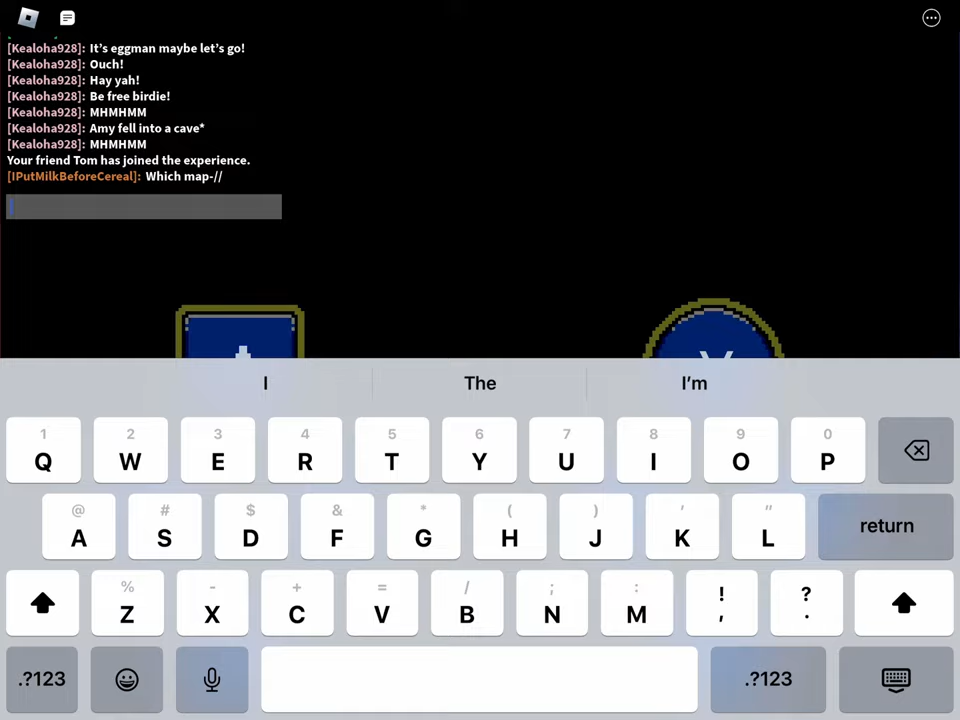 [Kealoha928]: It’s eggman maybe let’s go!
[Kealoha928]: Ouch!
[Kealoha928]: Hay yah!
[Kealoha928]: Be free birdie!
[Kealoha928]: MHMHMM
[Kealoha928]: Amy fell into a cave*
[Kealoha928]: MHMHMM
Your friend Tom has joined the experience.
[IPutMilkBeforeCereal]: Which map-//
I The I’m
1 2 3 4 5 6 7 8 9 0
Q W E R T Y U I O P
@ # $ & * ( ) ' "
A S D F G H J K L return
% - + = / ; : ! ?
Z X C V B N M , .
.?123 .?123